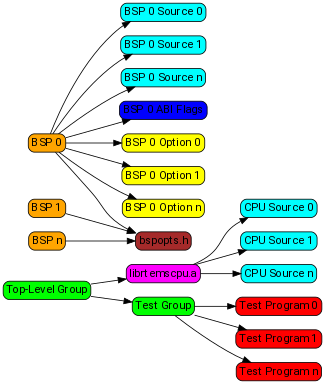 BSP 0 Source 0
BSP 0 Source 1
BSP 0 Source n
BSP 0 ABI Flags
BSP 0
BSP 0 Option 0
BSP 0 Option 1
BSP 0 Option n
BSP 1
CPU Source 0
BSP n
bspopts.h
CPU Source 1
librtemscpu.a
CPU Source n
Top-Level Group
Test Group
Test Program 0
Test Program 1
Test Program n